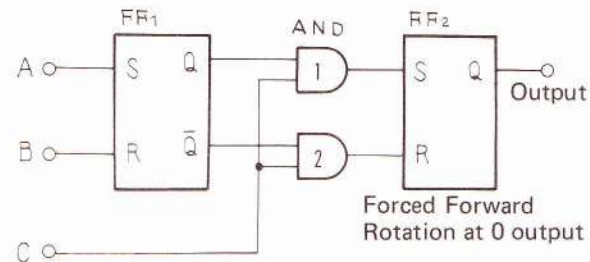 FF1
AND
FF2
A
S
Q
1
S
Q
Output
B
R
Q̄
2
R
Forced Forward
Rotation at 0 output
C